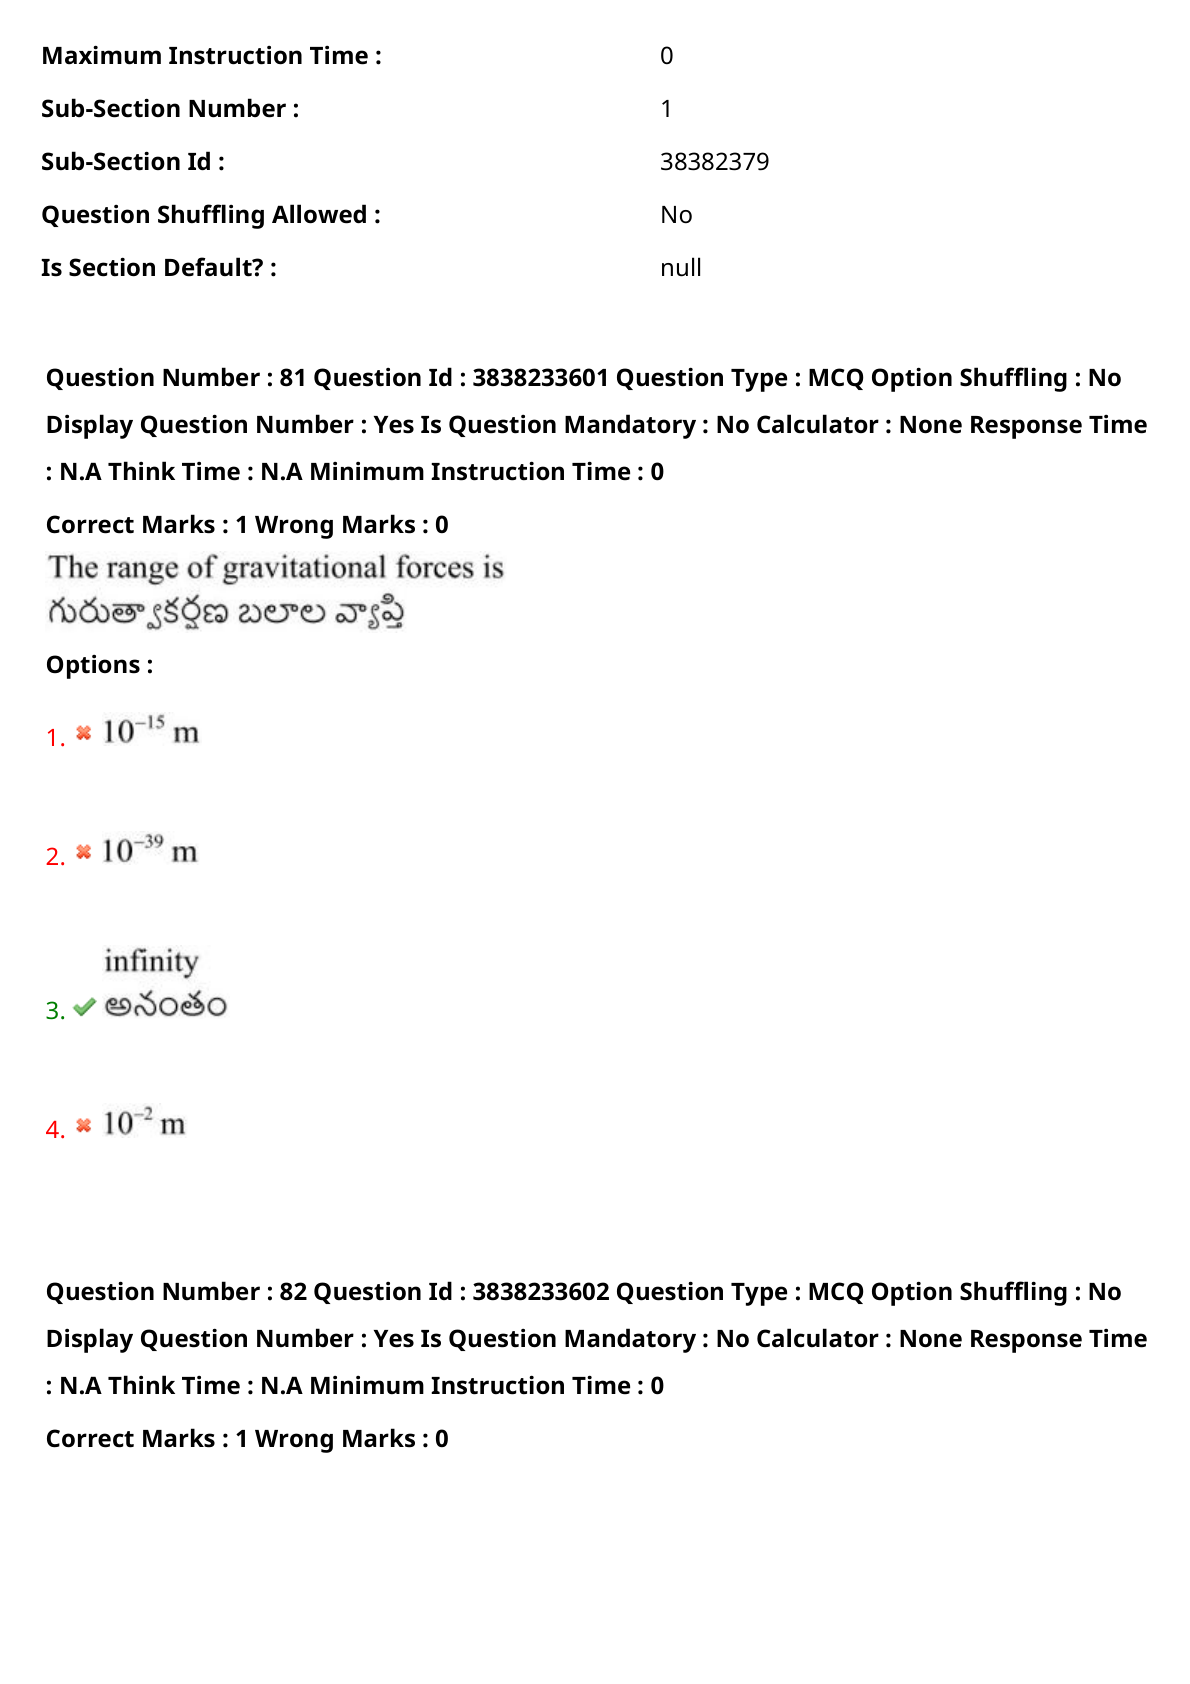 Maximum Instruction Time : 0
Sub-Section Number : 1
Sub-Section Id : 38382379
Question Shuffling Allowed : No
Is Section Default? : null
Question Number : 81 Question Id : 3838233601 Question Type : MCQ Option Shuffling : No
Display Question Number : Yes Is Question Mandatory : No Calculator : None Response Time
: N.A Think Time : N.A Minimum Instruction Time : 0
Correct Marks : 1 Wrong Marks : 0
The range of gravitational forces is
గురుత్వాకర్షణ బలాల వ్యాప్తి
Options :
1. 10⁻¹⁵ m
2. 10⁻³⁹ m
infinity
3. అనంతం
4. 10⁻² m
Question Number : 82 Question Id : 3838233602 Question Type : MCQ Option Shuffling : No
Display Question Number : Yes Is Question Mandatory : No Calculator : None Response Time
: N.A Think Time : N.A Minimum Instruction Time : 0
Correct Marks : 1 Wrong Marks : 0